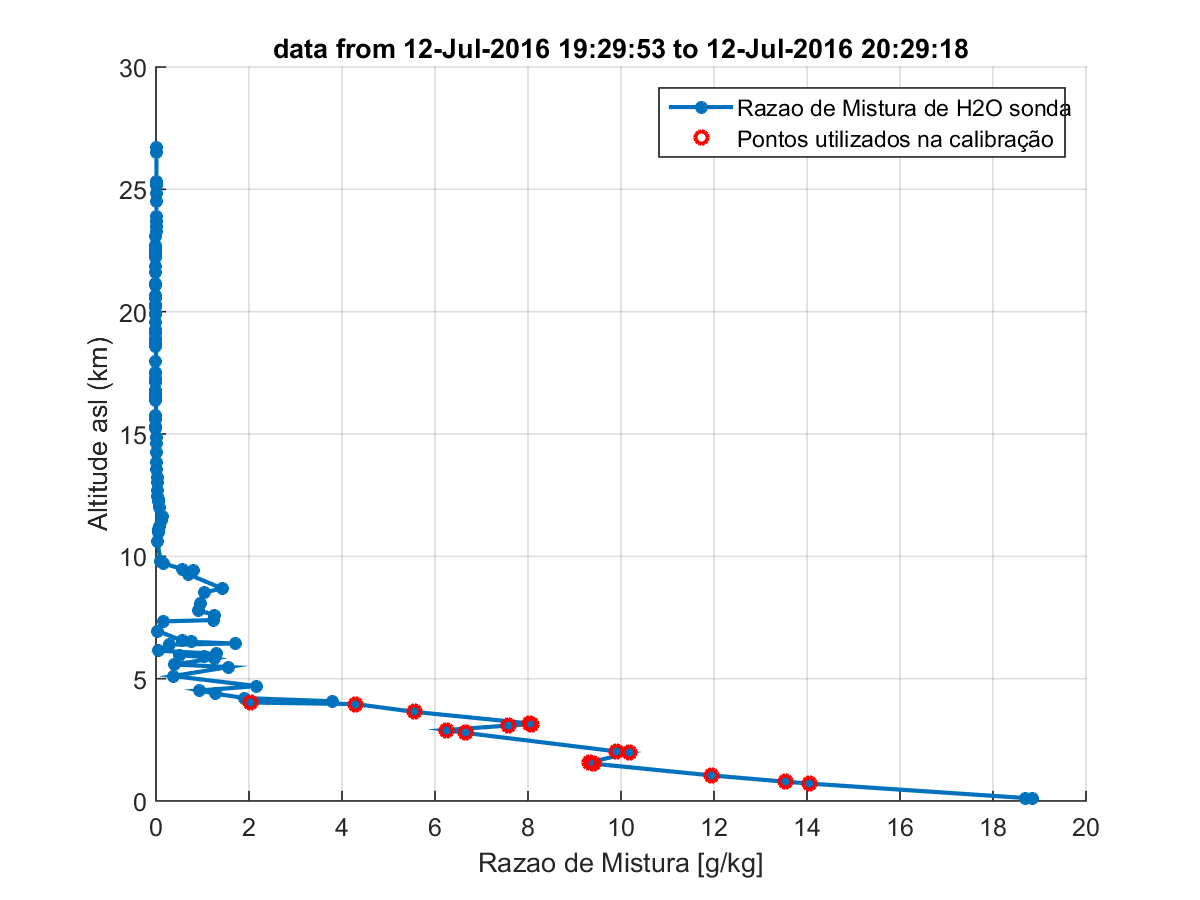 data from 12-Jul-2016 19:29:53 to 12-Jul-2016 20:29:18
Razao de Mistura de H2O sonda
Pontos utilizados na calibração
30
25
20
15
10
5
0
Altitude asl (km)
0 2 4 6 8 10 12 14 16 18 20
Razao de Mistura [g/kg]